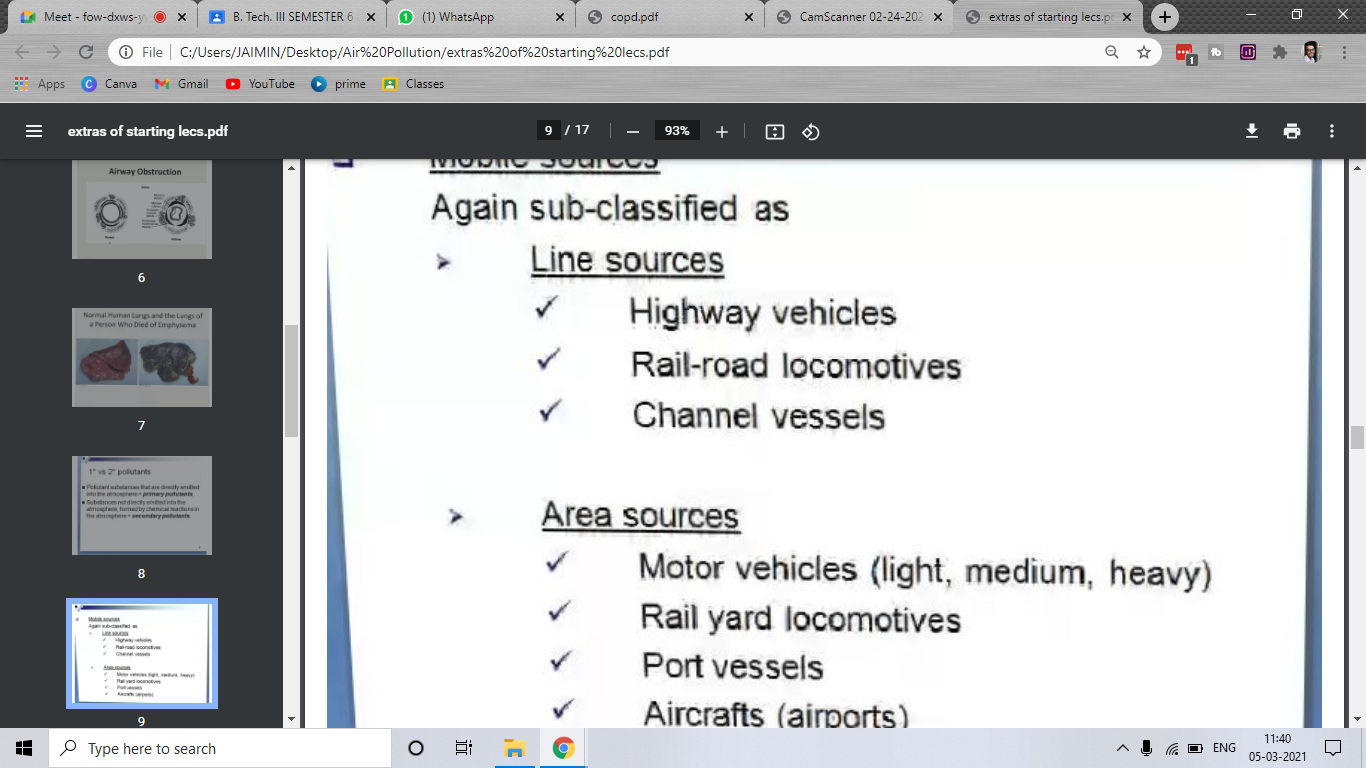 Meet - fow-dxws-y
B. Tech. III SEMESTER 6
(1) WhatsApp
copd.pdf
CamScanner 02-24-202
extras of starting lecs.p
File
C:/Users/JAIMIN/Desktop/Air%20Pollution/extras%20of%20starting%20lecs.pdf
1
Apps
Canva
Gmail
YouTube
prime
Classes
extras of starting lecs.pdf
9 / 17
93%
Airway Obstruction
6
Normal Human Lungs and the Lungs of
a Person Who Died of Emphysema
7
1° vs 2° pollutants
Pollutant substances that are directly emitted
into the atmosphere = primary pollutants.
Substances not directly emitted into the
atmosphere, formed by chemical reactions in
the atmosphere = secondary pollutants.
8
Mobile sources
Again sub-classified as
Line sources
Highway vehicles
Rail-road locomotives
Channel vessels
Area sources
Motor vehicles (light, medium, heavy)
Rail yard locomotives
Port vessels
Aircrafts (airports)
9
Mobile sources
Again sub-classified as
➤ Line sources
✓ Highway vehicles
✓ Rail-road locomotives
✓ Channel vessels
➤ Area sources
✓ Motor vehicles (light, medium, heavy)
✓ Rail yard locomotives
✓ Port vessels
✓ Aircrafts (airports)
Type here to search
ENG
11:40
05-03-2021